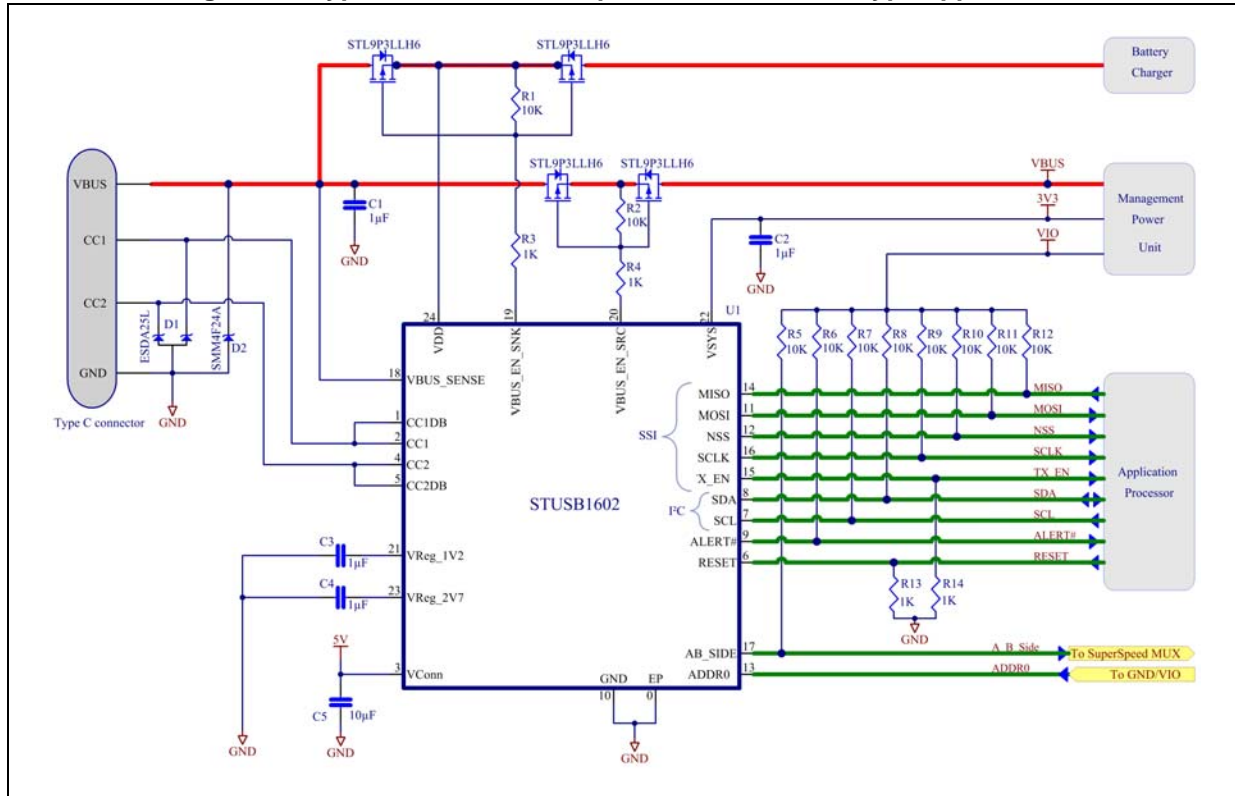 STL9P3LLH6 STL9P3LLH6
Battery
Charger
R1
10K
STL9P3LLH6 STL9P3LLH6
VBUS
VBUS
3V3
VIO
Management
Power
Unit
C1
1µF
GND
R2
10K
R3
1K
R4
1K
C2
1µF
GND
CC1
CC2
GND
Type C connector
ESDA25L
D1
SMM4F24A
D2
GND
U1
24
VDD
19
VBUS_EN_SNK
20
VBUS_EN_SRC
22
VSYS
R5
10K
R6
10K
R7
10K
R8
10K
R9
10K
R10
10K
R11
10K
R12
10K
18 VBUS_SENSE
1 CC1DB
2 CC1
4 CC2
5 CC2DB
STUSB1602
SSI
I²C
MISO 14 MISO
MOSI 11 MOSI
NSS 12 NSS
SCLK 16 SCLK
X_EN 15 TX_EN
SDA 8 SDA
SCL 7 SCL
ALERT# 9 ALERT#
RESET 6 RESET
Application
Processor
C3
1µF
21 VReg_1V2
C4
1µF
23 VReg_2V7
R13
1K
R14
1K
GND
5V
3 VConn
C5 10µF
GND
GND
AB_SIDE 17 A_B_Side To SuperSpeed MUX
ADDR0 13 ADDR0 To GND/VIO
GND EP
10 0
GND